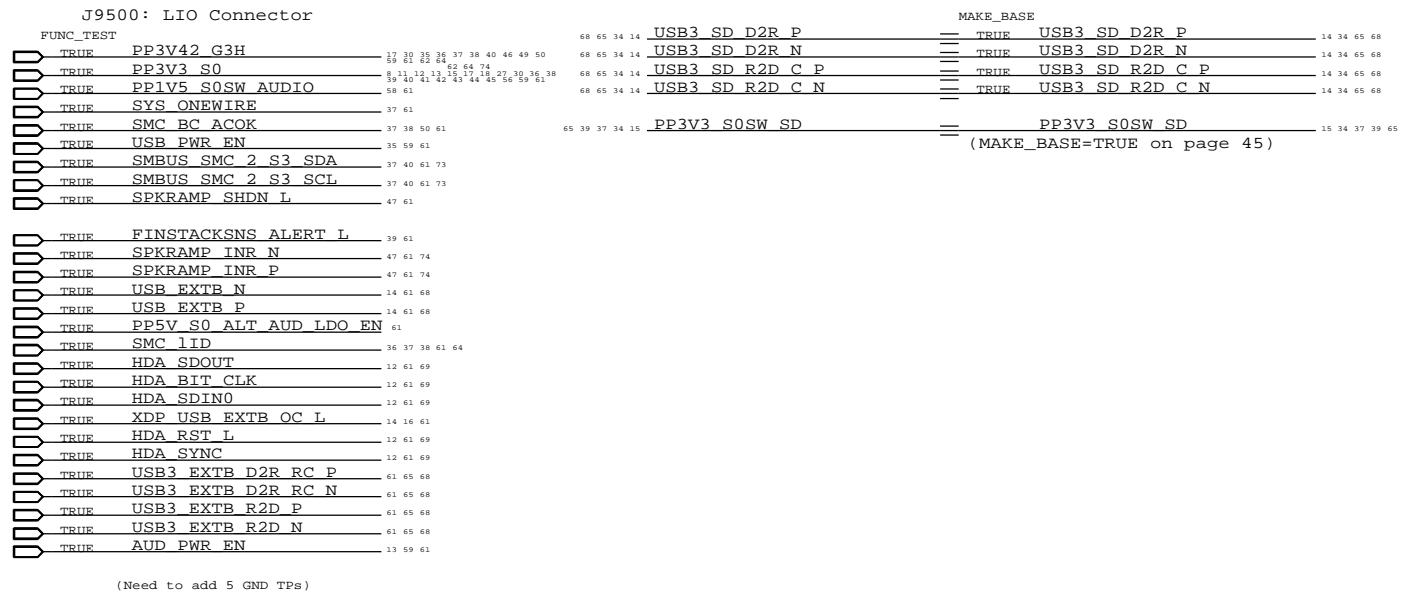 J9500: LIO Connector
FUNC_TEST
TRUE PP3V42_G3H 17 30 35 36 37 38 40 46 49 50 59 61 62 64
TRUE PP3V3_S0 8 11 12 13 15 17 18 27 30 36 38 39 40 41 42 43 44 45 56 59 61 62 64 74
TRUE PP1V5_S0SW_AUDIO 58 61
TRUE SYS_ONEWIRE 37 61
TRUE SMC_BC_ACOK 37 38 50 61
TRUE USB_PWR_EN 35 59 61
TRUE SMBUS_SMC_2_S3_SDA 37 40 61 73
TRUE SMBUS_SMC_2_S3_SCL 37 40 61 73
TRUE SPKRAMP_SHDN_L 47 61
TRUE FINSTACKSNS_ALERT_L 39 61
TRUE SPKRAMP_INR_N 47 61 74
TRUE SPKRAMP_INR_P 47 61 74
TRUE USB_EXTB_N 14 61 68
TRUE USB_EXTB_P 14 61 68
TRUE PP5V_S0_ALT_AUD_LDO_EN 61
TRUE SMC_lID 36 37 38 61 64
TRUE HDA_SDOUT 12 61 69
TRUE HDA_BIT_CLK 12 61 69
TRUE HDA_SDIN0 12 61 69
TRUE XDP_USB_EXTB_OC_L 14 16 61
TRUE HDA_RST_L 12 61 69
TRUE HDA_SYNC 12 61 69
TRUE USB3_EXTB_D2R_RC_P 61 65 68
TRUE USB3_EXTB_D2R_RC_N 61 65 68
TRUE USB3_EXTB_R2D_P 61 65 68
TRUE USB3_EXTB_R2D_N 61 65 68
TRUE AUD_PWR_EN 13 59 61
(Need to add 5 GND TPs)
MAKE_BASE
68 65 34 14 USB3_SD_D2R_P TRUE USB3_SD_D2R_P 14 34 65 68
68 65 34 14 USB3_SD_D2R_N TRUE USB3_SD_D2R_N 14 34 65 68
68 65 34 14 USB3_SD_R2D_C_P TRUE USB3_SD_R2D_C_P 14 34 65 68
68 65 34 14 USB3_SD_R2D_C_N TRUE USB3_SD_R2D_C_N 14 34 65 68
65 39 37 34 15 PP3V3_S0SW_SD PP3V3_S0SW_SD 15 34 37 39 65
(MAKE_BASE=TRUE on page 45)